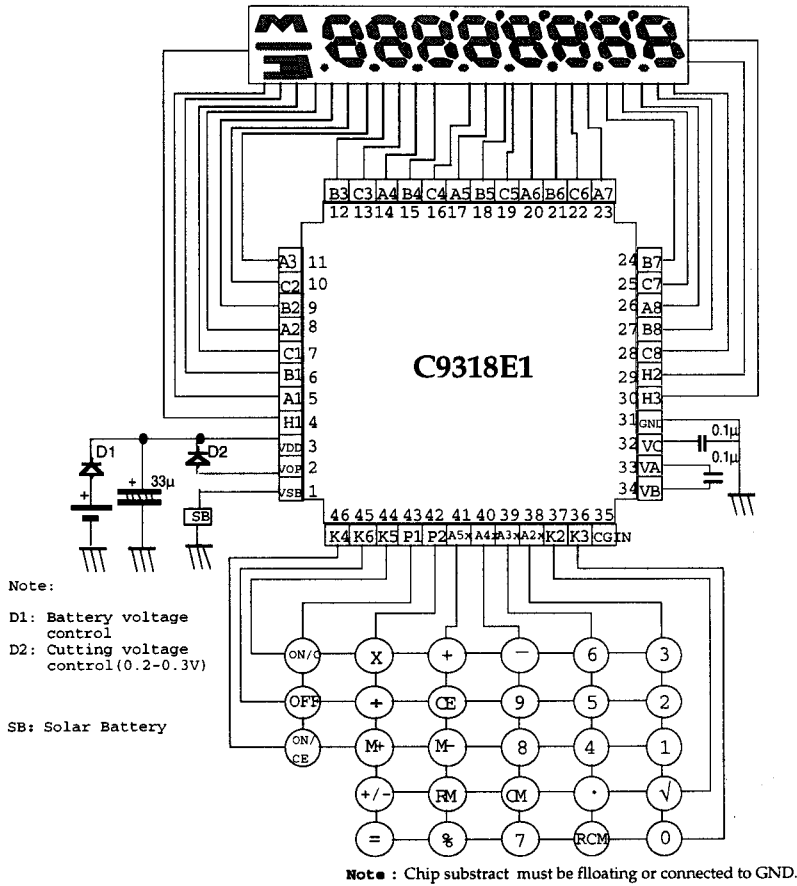 B3 C3 A4 B4 C4 A5 B5 C5 A6 B6 C6 A7
12 13 14 15 16 17 18 19 20 21 22 23
A3 11
C2 10
B2 9
A2 8
C1 7
B1 6
A1 5
H1 4
VDD 3
VOP 2
VSB 1
C9318E1
24 B7
25 C7
26 A8
27 B8
28 C8
29 H2
30 H3
31 GND
32 VC
33 VA
34 VB
0.1μ
0.1μ
D1
D2
+
+
33μ
SB
46 45 44 43 42 41 40 39 38 37 36 35
K4 K6 K5 P1 P2 A5x A4x A3x A2x K2 K3 CGIN
Note:
D1: Battery voltage
control
D2: Cutting voltage
control(0.2-0.3V)
SB: Solar Battery
ON/C X + − 6 3
OFF ÷ CE 9 5 2
ON/
CE
M+ M- 8 4 1
+/- RM CM · √
= % 7 RCM 0
Note : Chip substract must be flloating or connected to GND.